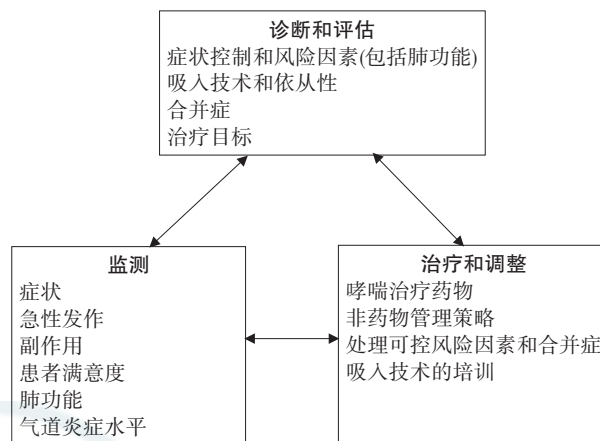 诊断和评估
症状控制和风险因素(包括肺功能)
吸入技术和依从性
合并症
治疗目标
监测
症状
急性发作
副作用
患者满意度
肺功能
气道炎症水平
治疗和调整
哮喘治疗药物
非药物管理策略
处理可控风险因素和合并症
吸入技术的培训